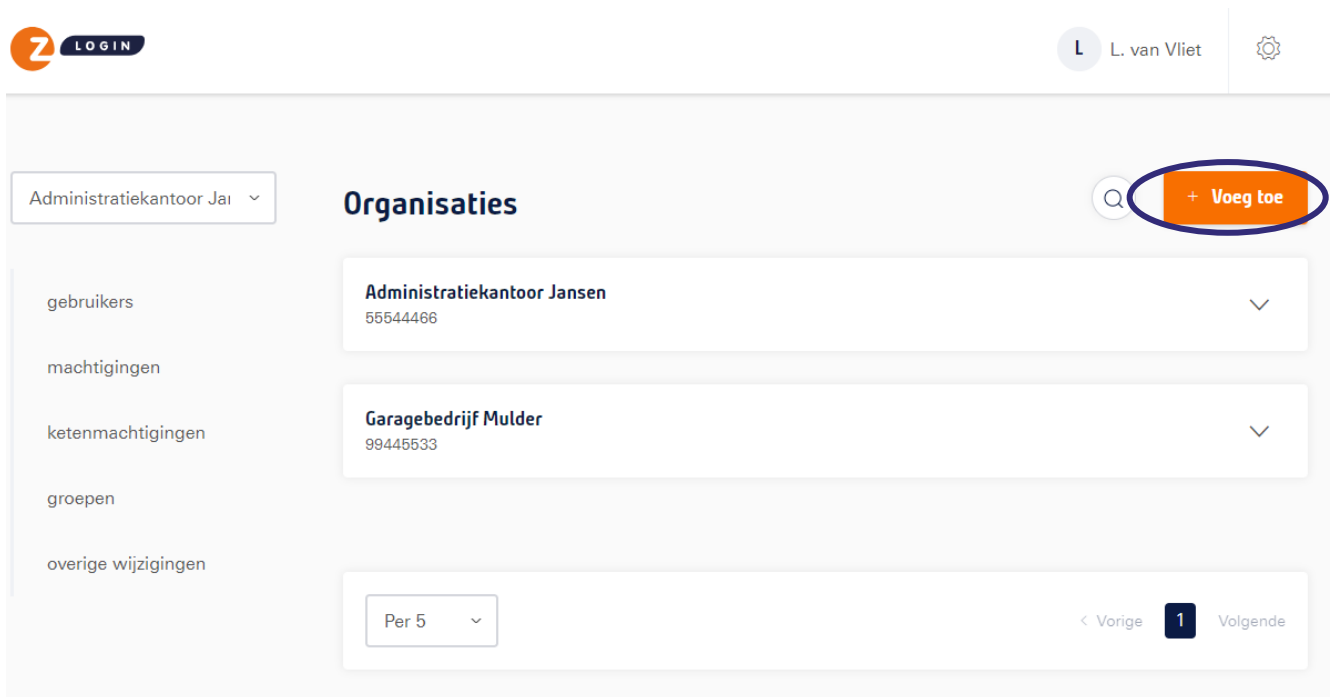 Z LOGIN
L L. van Vliet
Administratiekantoor Jar
Organisaties
+ Voeg toe
gebruikers
machtigingen
ketenmachtigingen
groepen
overige wijzigingen
Administratiekantoor Jansen
55544466
Garagebedrijf Mulder
99445533
Per 5
< Vorige 1 Volgende